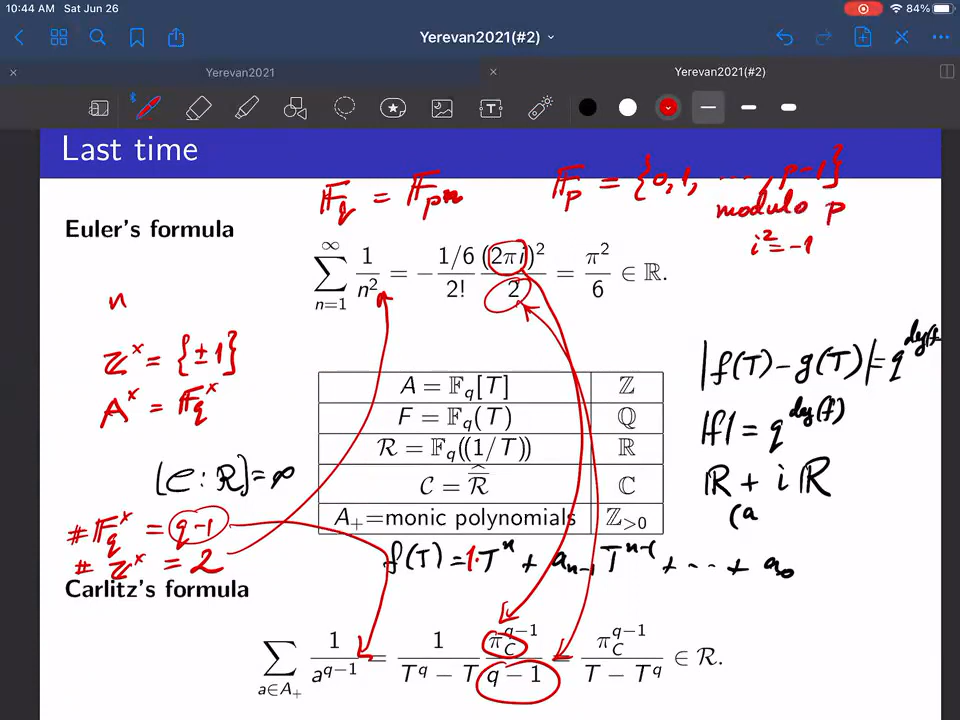 10:44 AM Sat Jun 26 84%
Yerevan2021(#2)
Yerevan2021 Yerevan2021(#2)
Last time
𝔽_q = 𝔽_{p^n} 𝔽_p = {0, 1, ..., p-1}
modulo p
i² = -1
Euler's formula
∑_{n=1}^{∞} 1/n² = − (1/6)/2! (2πi)²/2 = π²/6 ∈ ℝ.
n
ℤ^× = {±1}
A^× = 𝔽_q^×
|f(T) - g(T)| = q^{deg(f
|f| = q^{deg(f)}
ℝ + iℝ
(a
A = 𝔽_q[T] ℤ
F = 𝔽_q(T) ℚ
ℛ = 𝔽_q((1/T)) ℝ
𝒞 = \widehat{\overline{ℛ}} ℂ
A₊=monic polynomials ℤ_{>0}
[𝒞 : ℛ] = ∞
# 𝔽_q^× = q-1
# ℤ^× = 2
f(T) = 1·T^n + a_{n-1} T^{n-1} + ... + a_0
Carlitz's formula
∑_{a∈A₊} 1/a^{q−1} = 1/(T^q − T) π_C^{q−1}/(q − 1) = π_C^{q−1}/(T − T^q) ∈ ℛ.